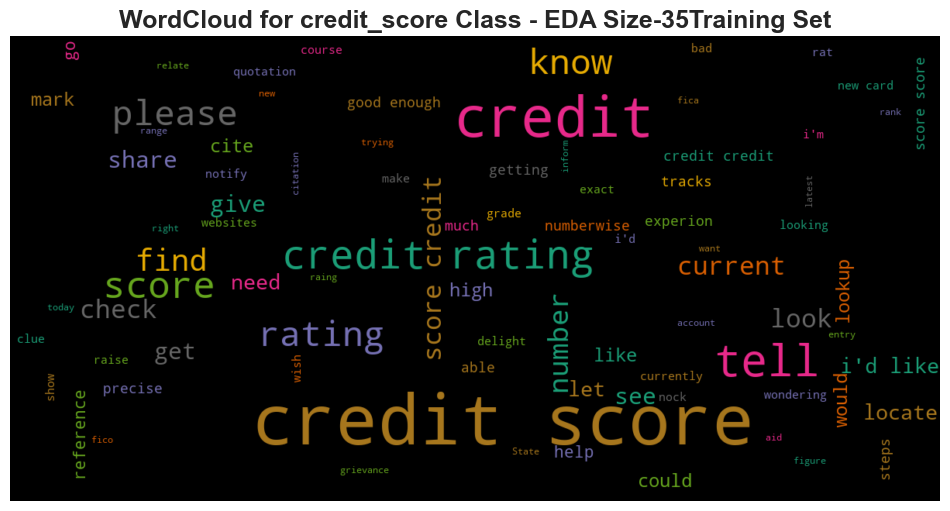 WordCloud for credit_score Class - EDA Size-35Training Set
go
course
know
bad
rat
relate
quotation
new card
score score
mark
new
good enough
credit
fica
rank
please
range
trying
i'm
share
cite
citation
inform
credit credit
notify
make
getting
exact
tracks
latest
give
websites
grade
score credit
much
numberwise
experion
looking
right
i'd
want
find
credit rating
current
lookup
score
need
raing
high
today
check
number
account
look
clue
rating
entry
get
delight
like
tell
i'd like
raise
wish
able
currently
show
precise
let
see
nock
wondering
would
locate
reference
credit score
fico
aid
State
help
steps
grievance
figure
could